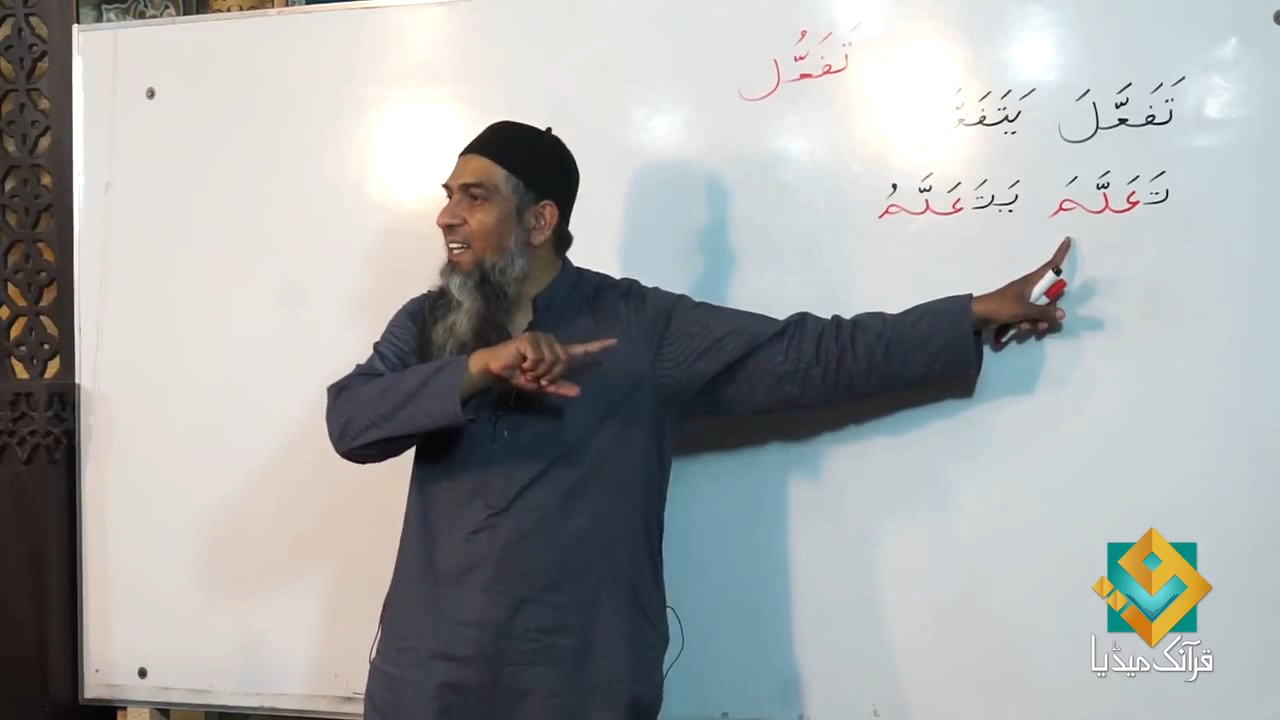 تَفَعُّل
تَفَعَّلَ يَتَفَعَّ
تَعَلَّمَ يَتَعَلَّمُ
قرآنک میڈیا